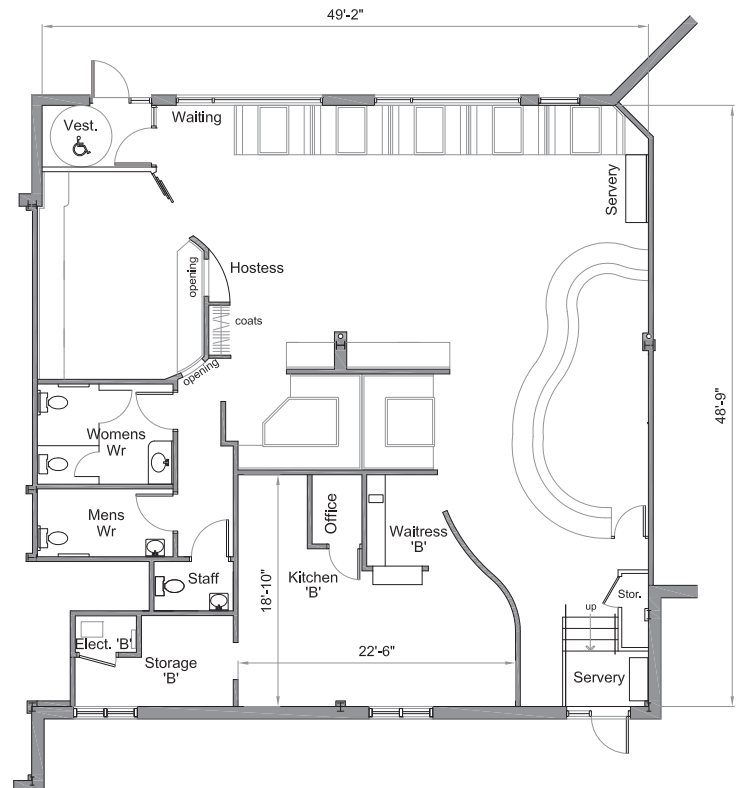 49'-2"
Vest.
Waiting
Servery
Hostess
opening
coats
opening
48'-9"
Womens
Wr
Mens
Wr
Office
Waitress
'B'
Kitchen
'B'
18'-10"
Staff
Stor.
up
Elect. 'B'
Storage
'B'
22'-6"
Servery